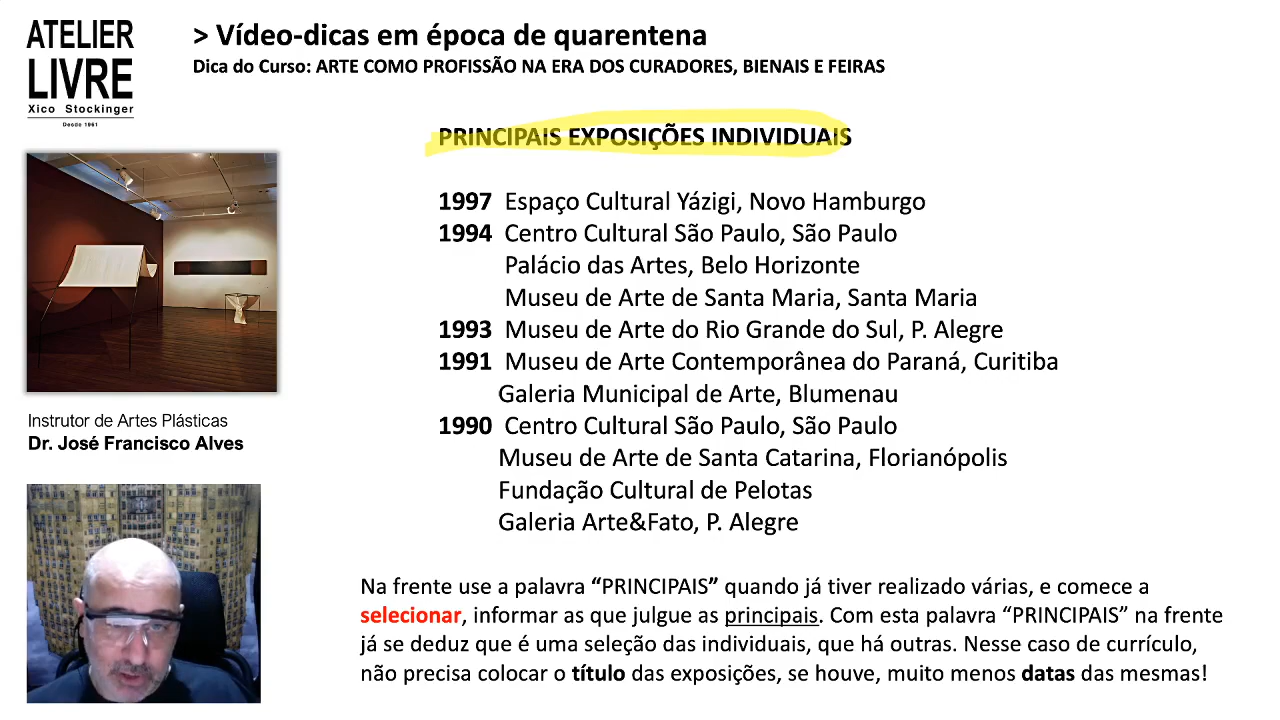 ATELIER
LIVRE
Xico Stockinger
Desde 1961
> Vídeo-dicas em época de quarentena
Dica do Curso: ARTE COMO PROFISSÃO NA ERA DOS CURADORES, BIENAIS E FEIRAS
Instrutor de Artes Plásticas
Dr. José Francisco Alves
PRINCIPAIS EXPOSIÇÕES INDIVIDUAIS
1997 Espaço Cultural Yázigi, Novo Hamburgo
1994 Centro Cultural São Paulo, São Paulo
Palácio das Artes, Belo Horizonte
Museu de Arte de Santa Maria, Santa Maria
1993 Museu de Arte do Rio Grande do Sul, P. Alegre
1991 Museu de Arte Contemporânea do Paraná, Curitiba
Galeria Municipal de Arte, Blumenau
1990 Centro Cultural São Paulo, São Paulo
Museu de Arte de Santa Catarina, Florianópolis
Fundação Cultural de Pelotas
Galeria Arte&Fato, P. Alegre
Na frente use a palavra “PRINCIPAIS” quando já tiver realizado várias, e comece a
selecionar, informar as que julgue as principais. Com esta palavra “PRINCIPAIS” na frente
já se deduz que é uma seleção das individuais, que há outras. Nesse caso de currículo,
não precisa colocar o título das exposições, se houve, muito menos datas das mesmas!